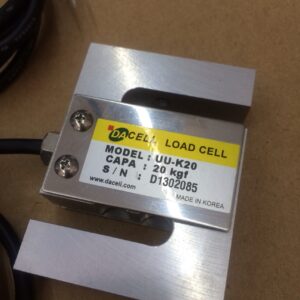 DACELL LOAD CELL
MODEL : UU-K20
CAPA : 20 kgf
S / N : D1302085
www.dacell.com
MADE IN KOREA